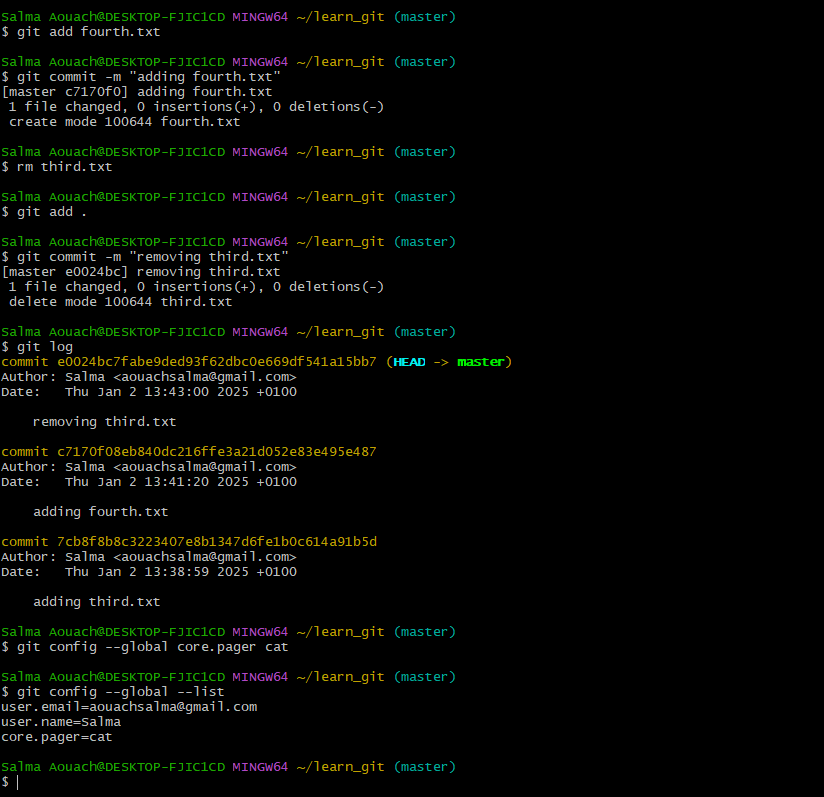 Salma Aouach@DESKTOP-FJIC1CD MINGW64 ~/learn_git (master)
$ git add fourth.txt
Salma Aouach@DESKTOP-FJIC1CD MINGW64 ~/learn_git (master)
$ git commit -m "adding fourth.txt"
[master c7170f0] adding fourth.txt
 1 file changed, 0 insertions(+), 0 deletions(-)
 create mode 100644 fourth.txt
Salma Aouach@DESKTOP-FJIC1CD MINGW64 ~/learn_git (master)
$ rm third.txt
Salma Aouach@DESKTOP-FJIC1CD MINGW64 ~/learn_git (master)
$ git add .
Salma Aouach@DESKTOP-FJIC1CD MINGW64 ~/learn_git (master)
$ git commit -m "removing third.txt"
[master e0024bc] removing third.txt
 1 file changed, 0 insertions(+), 0 deletions(-)
 delete mode 100644 third.txt
Salma Aouach@DESKTOP-FJIC1CD MINGW64 ~/learn_git (master)
$ git log
commit e0024bc7fabe9ded93f62dbc0e669df541a15bb7 (HEAD -> master)
Author: Salma <aouachsalma@gmail.com>
Date:   Thu Jan 2 13:43:00 2025 +0100
    removing third.txt
commit c7170f08eb840dc216ffe3a21d052e83e495e487
Author: Salma <aouachsalma@gmail.com>
Date:   Thu Jan 2 13:41:20 2025 +0100
    adding fourth.txt
commit 7cb8f8b8c3223407e8b1347d6fe1b0c614a91b5d
Author: Salma <aouachsalma@gmail.com>
Date:   Thu Jan 2 13:38:59 2025 +0100
    adding third.txt
Salma Aouach@DESKTOP-FJIC1CD MINGW64 ~/learn_git (master)
$ git config --global core.pager cat
Salma Aouach@DESKTOP-FJIC1CD MINGW64 ~/learn_git (master)
$ git config --global --list
user.email=aouachsalma@gmail.com
user.name=Salma
core.pager=cat
Salma Aouach@DESKTOP-FJIC1CD MINGW64 ~/learn_git (master)
$